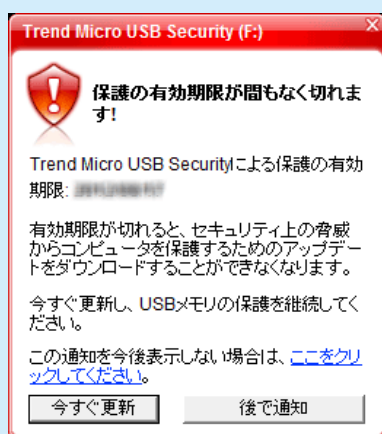 Trend Micro USB Security (F:)
保護の有効期限が間もなく切れま
す!
Trend Micro USB Securityによる保護の有効
期限:
有効期限が切れると、セキュリティ上の脅威
からコンピュータを保護するためのアップデー
トをダウンロードすることができなくなります。
今すぐ更新し、USBメモリの保護を継続してく
ださい。
この通知を今後表示しない場合は、ここをクリ
ックしてください。
今すぐ更新
後で通知